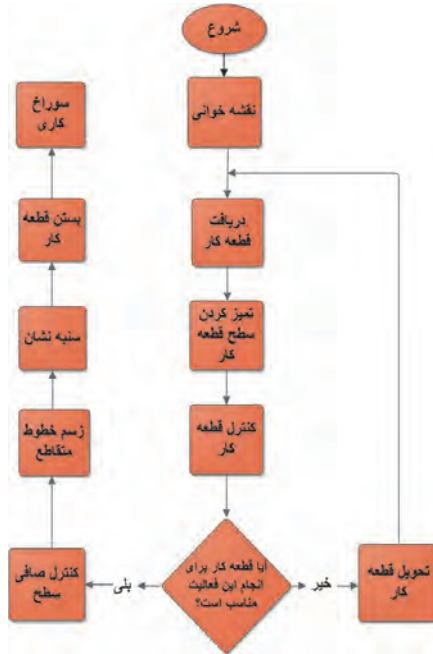 شروع
نقشه خوانی
دریافت
قطعه کار
تمیز کردن
سطح قطعه
کار
کنترل قطعه
کار
آیا قطعه کار برای
انجام این فعالیت
مناسب است؟
خیر
تحویل قطعه
کار
بلی
کنترل صافی
سطح
رسم خطوط
متقاطع
سنبه نشان
بستن قطعه
کار
سوراخ
کاری